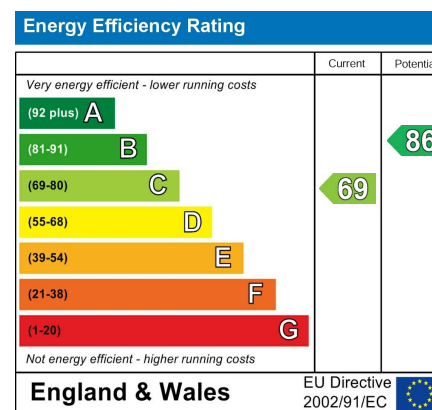 Energy Efficiency Rating
Current Potenti
Very energy efficient - lower running costs
(92 plus) A
(81-91) B
86
(69-80) C
69
(55-68) D
(39-54) E
(21-38) F
(1-20) G
Not energy efficient - higher running costs
England & Wales
EU Directive
2002/91/EC